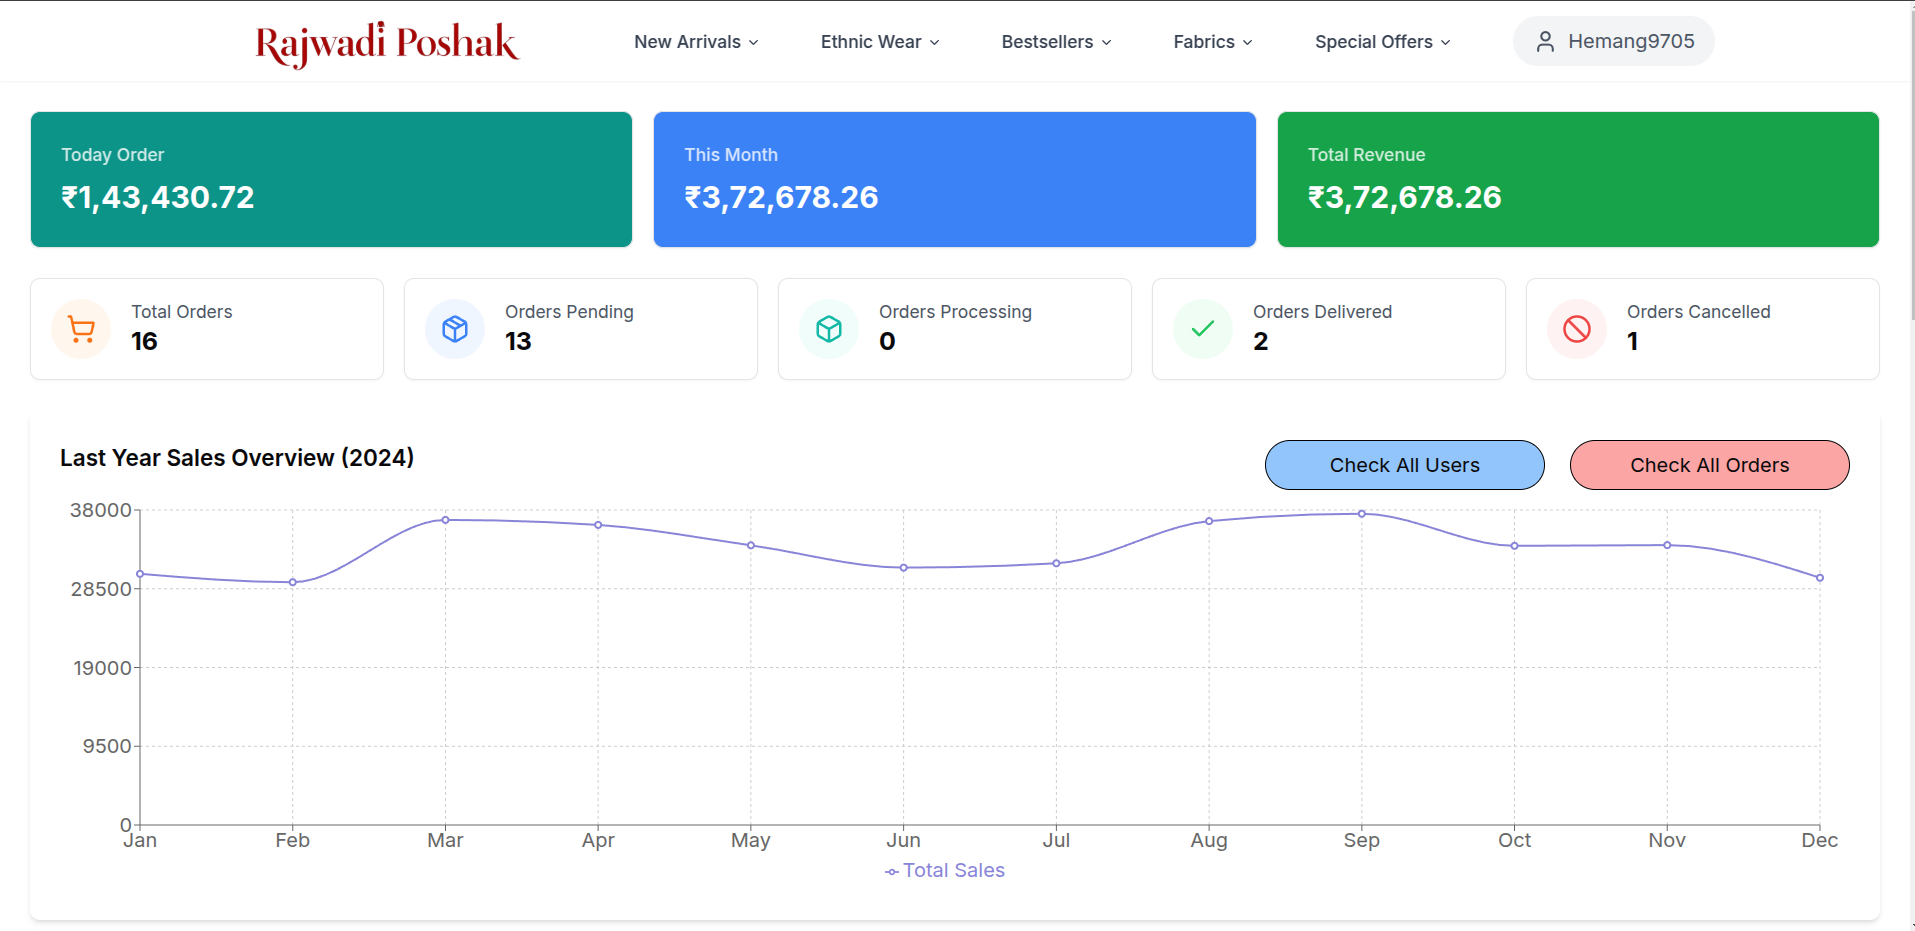 Rajwadi Poshak
New Arrivals
Ethnic Wear
Bestsellers
Fabrics
Special Offers
Hemang9705
Today Order
₹1,43,430.72
This Month
₹3,72,678.26
Total Revenue
₹3,72,678.26
Total Orders
16
Orders Pending
13
Orders Processing
0
Orders Delivered
2
Orders Cancelled
1
Last Year Sales Overview (2024)
Check All Users
Check All Orders
38000
28500
19000
9500
0
Jan Feb Mar Apr May Jun Jul Aug Sep Oct Nov Dec
Total Sales